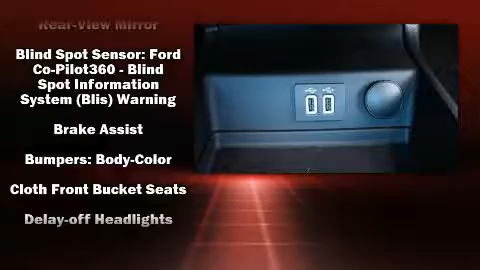 Rear-View Mirror
Blind Spot Sensor: Ford
Co-Pilot360 - Blind
Spot Information
System (Blis) Warning
Brake Assist
Bumpers: Body-Color
Cloth Front Bucket Seats
Delay-off Headlights